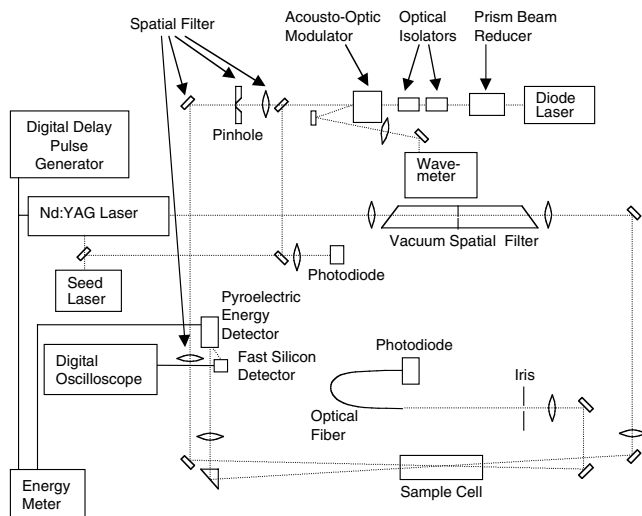 Spatial Filter
Acousto-Optic
Modulator
Optical
Isolators
Prism Beam
Reducer
Pinhole
Diode
Laser
Digital Delay
Pulse
Generator
Wave-
meter
Nd:YAG Laser
Vacuum Spatial Filter
Seed
Laser
Photodiode
Pyroelectric
Energy
Detector
Digital
Oscilloscope
Fast Silicon
Detector
Photodiode
Iris
Optical
Fiber
Energy
Meter
Sample Cell